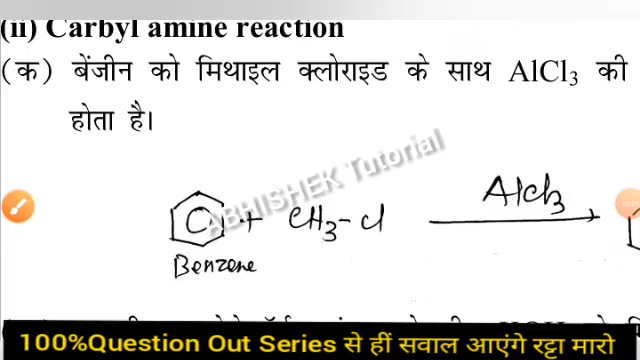 (ii) Carbyl amine reaction
(क) बेंजीन को मिथाइल क्लोराइड के साथ AlCl₃ की
होता है।
ABHISHEK Tutorial
AlCl₃
+ CH₃-Cl
Benzene
100%Question Out Series से हीं सवाल आएंगे रट्टा मारो